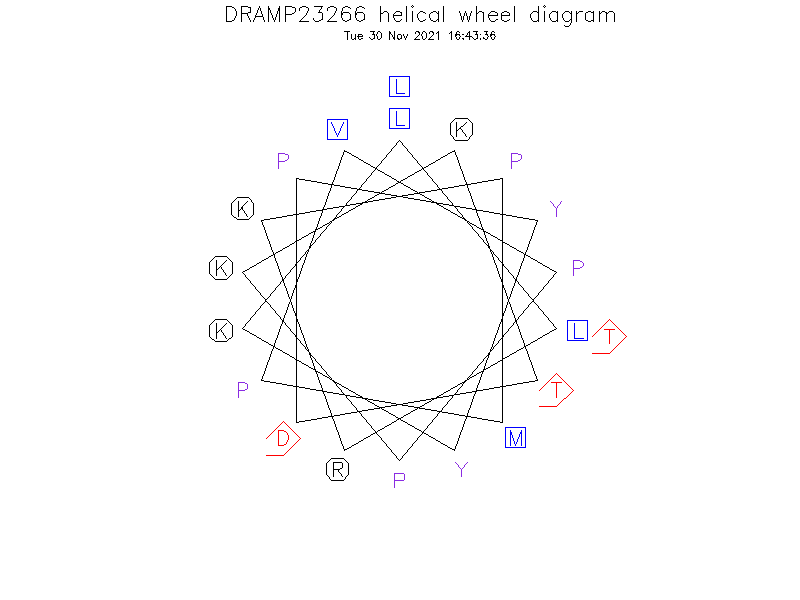 DRAMP23266 helical wheel diagram
Tue 30 Nov 2021 16:43:36
L
L
V K
P P
K Y
K P
K L T
P T
D M
R Y
P